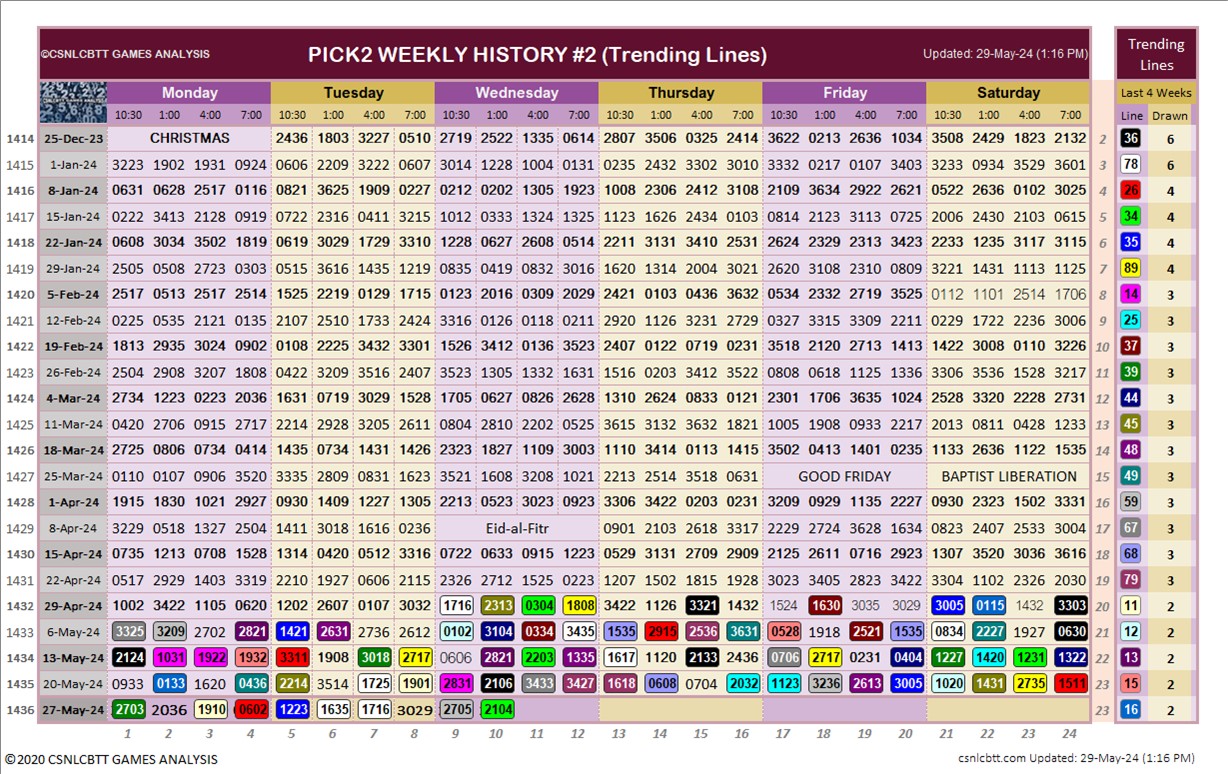 ©CSNLCBTT GAMES ANALYSIS PICK2 WEEKLY HISTORY #2 (Trending Lines) Updated: 29-May-24 (1:16 PM) Trending Lines
Monday Tuesday Wednesday Thursday Friday Saturday Last 4 Weeks
10:30 1:00 4:00 7:00 10:30 1:00 4:00 7:00 10:30 1:00 4:00 7:00 10:30 1:00 4:00 7:00 10:30 1:00 4:00 7:00 10:30 1:00 4:00 7:00 Line Drawn
1414 25-Dec-23 CHRISTMAS 2436 1803 3227 0510 2719 2522 1335 0614 2807 3506 0325 2414 3622 0213 2636 1034 3508 2429 1823 2132 2 36 6
1415 1-Jan-24 3223 1902 1931 0924 0606 2209 3222 0607 3014 1228 1004 0131 0235 2432 3302 3010 3332 0217 0107 3403 3233 0934 3529 3601 3 78 6
1416 8-Jan-24 0631 0628 2517 0116 0821 3625 1909 0227 0212 0202 1305 1923 1008 2306 2412 3108 2109 3634 2922 2621 0522 2636 0102 3025 4 26 4
1417 15-Jan-24 0222 3413 2128 0919 0722 2316 0411 3215 1012 0333 1324 1325 1123 1626 2434 0103 0814 2123 3113 0725 2006 2430 2103 0615 5 34 4
1418 22-Jan-24 0608 3034 3502 1819 0619 3029 1729 3310 1228 0627 2608 0514 2211 3131 3410 2531 2624 2329 2313 3423 2233 1235 3117 3115 6 35 4
1419 29-Jan-24 2505 0508 2723 0303 0515 3616 1435 1219 0835 0419 0832 3016 1620 1314 2004 3021 2620 3108 2310 0809 3221 1431 1113 1125 7 89 4
1420 5-Feb-24 2517 0513 2517 2514 1525 2219 0129 1715 0123 2016 0309 2029 2421 0103 0436 3632 0534 2332 2719 3525 0112 1101 2514 1706 8 14 3
1421 12-Feb-24 0225 0535 2121 0135 2107 2510 1733 2424 3316 0126 0118 0211 2920 1126 2231 2729 0327 3315 3309 2211 0229 1722 2236 3006 9 25 3
1422 19-Feb-24 1813 2935 3024 0902 0108 2225 3432 3301 1526 3412 0136 3523 2407 0122 0719 0231 3518 2120 2713 1413 1422 3008 0110 3226 10 37 3
1423 26-Feb-24 2504 2908 3207 1808 0422 3209 3516 2407 3523 1305 1332 1631 1516 0203 3412 3522 0808 0618 1125 1336 3306 3536 1528 3217 11 39 3
1424 4-Mar-24 2734 1223 0223 2036 1631 0719 3029 1528 1705 0627 0826 2628 1310 2624 0833 0121 2301 1706 3635 1024 2528 3320 2228 2731 12 44 3
1425 11-Mar-24 0420 2706 0915 2717 2214 2928 3205 2611 0804 2810 2202 0525 3615 3132 3632 1821 1005 1908 0933 2217 2013 0811 0428 1233 13 45 3
1426 18-Mar-24 2725 0806 0734 0414 1435 0734 1431 1424 2323 1827 1109 3003 1110 3414 0113 1415 3502 0413 1401 0235 1133 2636 1122 1535 14 48 3
1427 25-Mar-24 0110 0107 0906 3520 3335 2809 0831 1623 3521 1608 3208 1021 2213 2514 3518 0631 GOOD FRIDAY BAPTIST LIBERATION 15 49 3
1428 1-Apr-24 1915 1830 1021 2927 0930 1409 1227 1305 2213 0523 3023 0923 3306 3422 0203 0231 3209 0929 1135 2227 0930 2323 1502 3331 16 59 3
1429 8-Apr-24 3229 0518 1327 2504 1411 3018 1616 0236 Eid-al-Fitr 0901 2103 2618 3317 2229 2724 3628 1634 0823 2407 2533 3004 17 67 3
1430 15-Apr-24 0735 1213 0708 1528 1314 0420 0512 3316 0722 0633 0915 1223 0529 3131 2709 2909 2125 2611 0716 2923 1307 3520 3036 3616 18 68 3
1431 22-Apr-24 0517 2929 1403 3319 2210 1927 0606 2115 2326 2712 1525 0223 1207 1502 1815 1928 3023 3405 2823 3422 3304 1102 2326 2030 19 79 3
1432 29-Apr-24 1002 3422 1105 0620 1202 2607 0107 3032 1716 2313 0304 1808 3422 1126 3321 1432 1524 1630 3035 3029 3005 0115 1432 3303 20 11 2
1433 6-May-24 3325 3209 2702 2821 1421 2631 2736 2612 0102 3104 0334 3435 1535 2915 2536 3631 0528 1918 2521 1535 0834 2227 1927 0630 21 12 2
1434 13-May-24 2124 1031 1922 1932 3311 1908 3018 2717 0606 2821 2203 1335 1617 1120 2133 2436 0706 2717 0231 0404 1227 1420 1231 1322 22 13 2
1435 20-May-24 0933 0133 1620 0436 2214 3514 1725 1901 2831 2106 3433 3427 1618 0608 0704 2032 1123 3236 2613 3005 1020 1431 2735 1511 23 15 2
1436 27-May-24 2703 2036 1910 0602 1223 1635 1716 3029 2705 2104 23 16 2
1 2 3 4 5 6 7 8 9 10 11 12 13 14 15 16 17 18 19 20 21 22 23 24
©2020 CSNLCBTT GAMES ANALYSIS csnlcbtt.com Updated: 29-May-24 (1:16 PM)